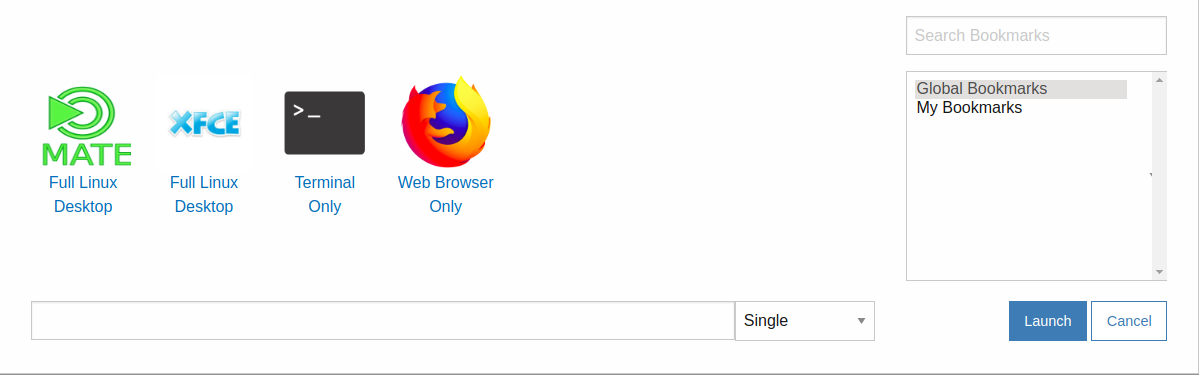 Search Bookmarks
Global Bookmarks
My Bookmarks
MATE
XFCE
>_
Full Linux
Desktop
Full Linux
Desktop
Terminal
Only
Web Browser
Only
Single
Launch
Cancel